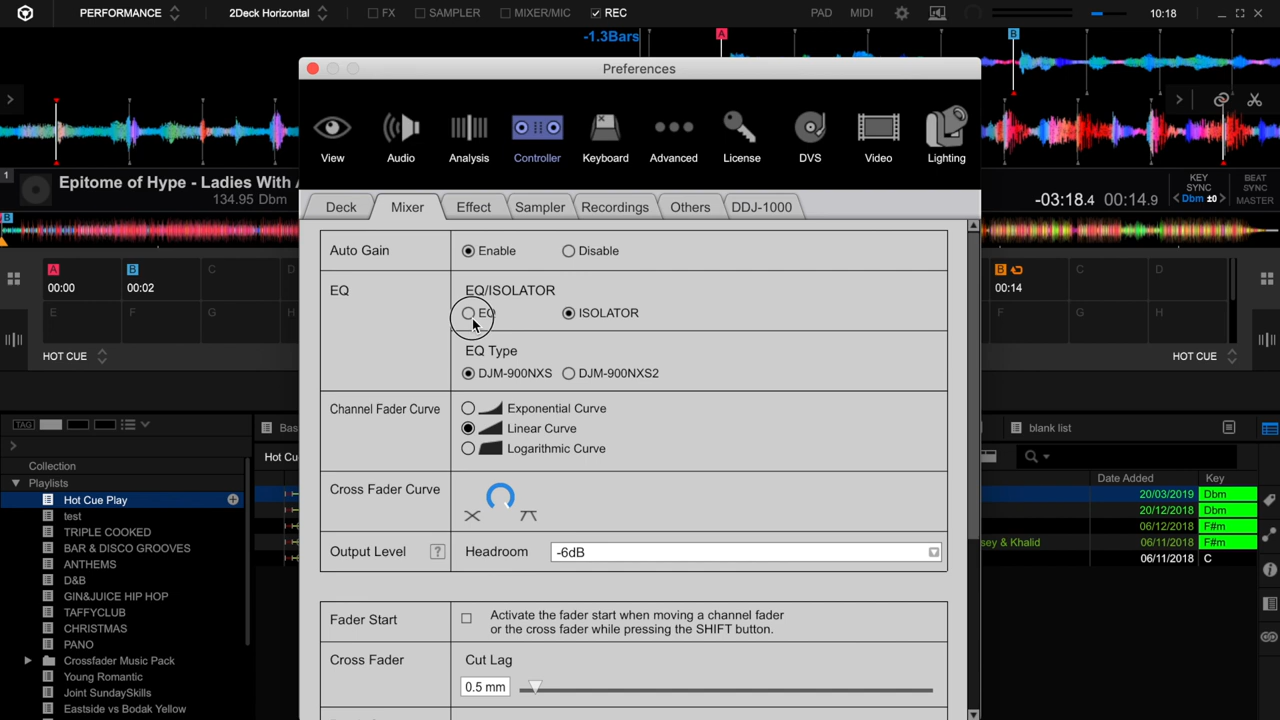 PERFORMANCE
2Deck Horizontal
FX
SAMPLER
MIXER/MIC
REC
PAD
MIDI
10:18
-1.3Bars
A
B
Preferences
View
Audio
Analysis
Controller
Keyboard
Advanced
License
DVS
Video
Lighting
1
Epitome of Hype - Ladies With
134.95 Dbm
-03:18.4 00:14.9
KEY
SYNC
Dbm ±0
BEAT
SYNC
MASTER
B
Deck
Mixer
Effect
Sampler
Recordings
Others
DDJ-1000
A
00:00
B
00:02
C
D
E
F
G
H
HOT CUE
B
00:14
C
D
F
G
H
HOT CUE
Auto Gain
Enable
Disable
EQ
EQ/ISOLATOR
EQ
ISOLATOR
EQ Type
DJM-900NXS
DJM-900NXS2
Channel Fader Curve
Exponential Curve
Linear Curve
Logarithmic Curve
Cross Fader Curve
Output Level
?
Headroom
-6dB
Fader Start
Activate the fader start when moving a channel fader
or the cross fader while pressing the SHIFT button.
Cross Fader
Cut Lag
0.5 mm
TAG
Collection
Playlists
Hot Cue Play
test
TRIPLE COOKED
BAR & DISCO GROOVES
ANTHEMS
D&B
GIN&JUICE HIP HOP
TAFFYCLUB
CHRISTMAS
PANO
Crossfader Music Pack
Young Romantic
Joint SundaySkills
Eastside vs Bodak Yellow
Bas
Hot Cu
blank list
Date Added
Key
20/03/2019 Dbm
20/12/2018 Dbm
06/12/2018 F#m
sey & Khalid 06/11/2018 F#m
06/11/2018 C